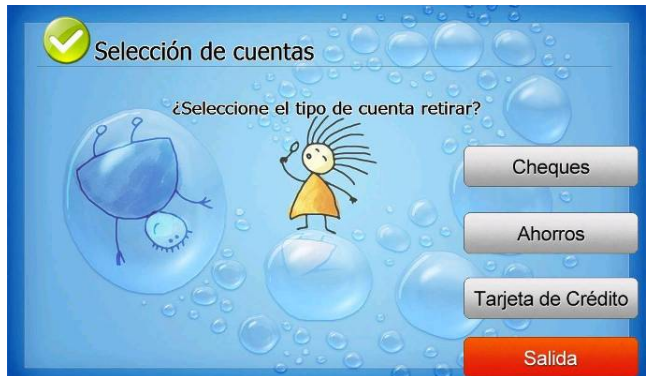 Selección de cuentas
¿Seleccione el tipo de cuenta retirar?
Cheques
Ahorros
Tarjeta de Crédito
Salida